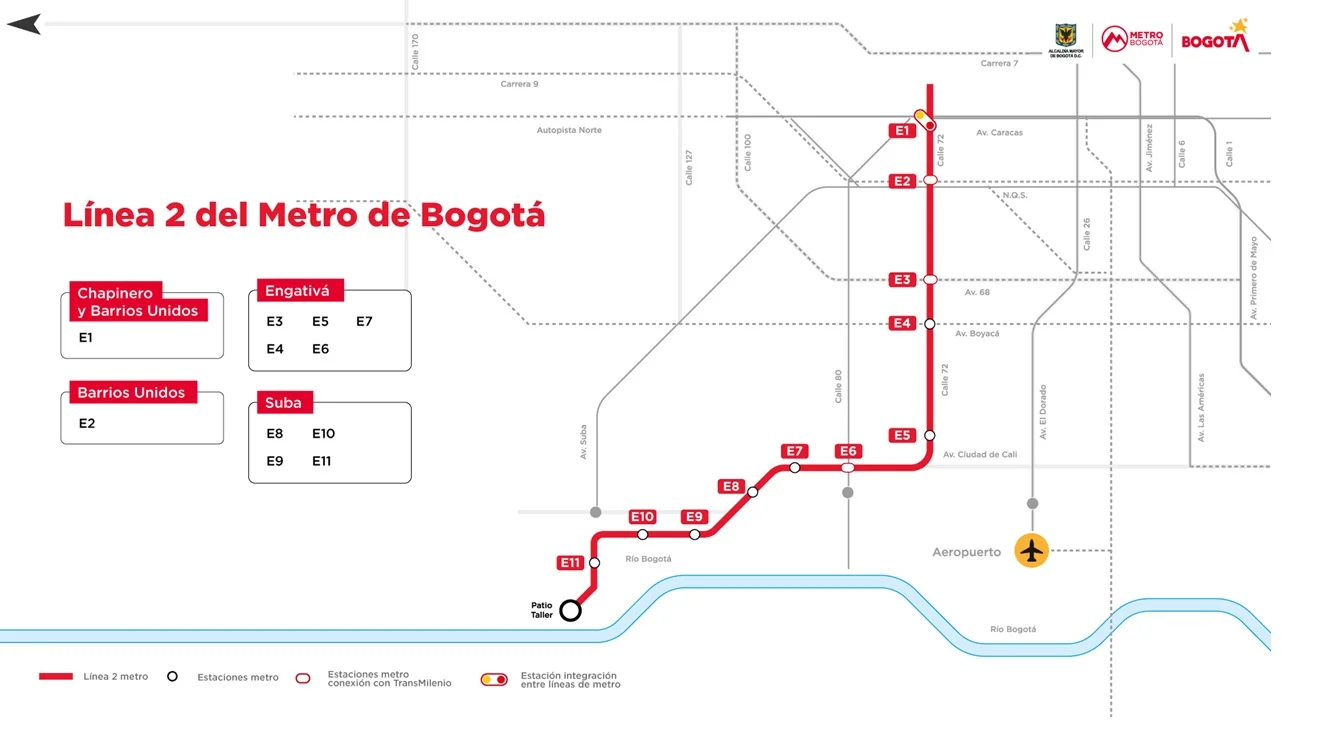 ALCALDÍA MAYOR
DE BOGOTÁ D.C.
METRO
BOGOTÁ
BOGOTÁ
Calle 170
Carrera 7
Carrera 9
Autopista Norte
Calle 127
Calle 100
E1
Calle 72
Av. Caracas
Av. Jiménez
Calle 6
Calle 1
E2
N.Q.S.
Línea 2 del Metro de Bogotá
Calle 26
Av. Primero de Mayo
Chapinero
y Barrios Unidos
E1
Engativá
E3 E5 E7
E4 E6
Barrios Unidos
E2
Suba
E8 E10
E9 E11
E3
Av. 68
E4
Av. Boyacá
Calle 80
Calle 72
Av. El Dorado
Av. Las Américas
Av. Suba
E5
E7
E6
Av. Ciudad de Cali
E8
E10
E9
E11
Río Bogotá
Aeropuerto
Patio
Taller
Río Bogotá
Línea 2 metro
Estaciones metro
Estaciones metro
conexión con TransMilenio
Estación integración
entre líneas de metro